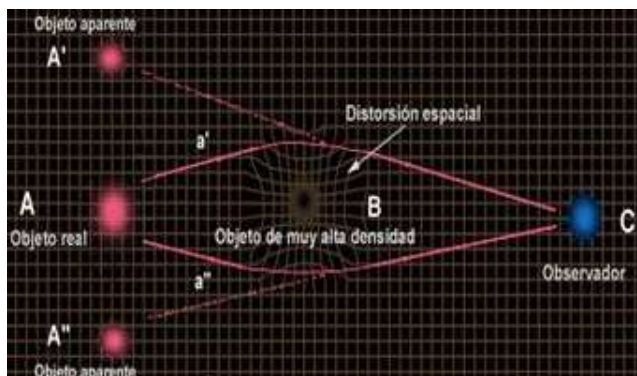 Objeto aparente
A'
Distorsión espacial
a'
A
B
C
Objeto real
Objeto de muy alta densidad
Observador
a"
A"
Objeto aparente